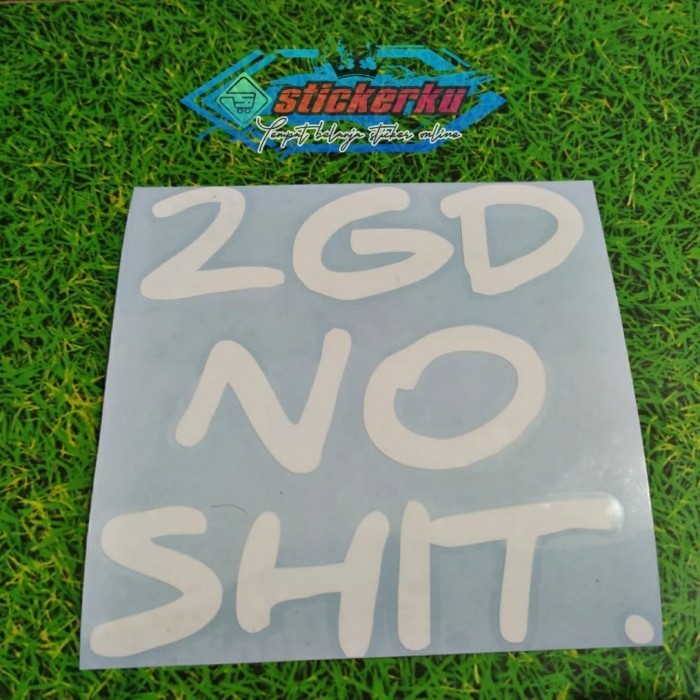 stickerku
Tempat belanja sticker online
2GD
NO
SHIT.